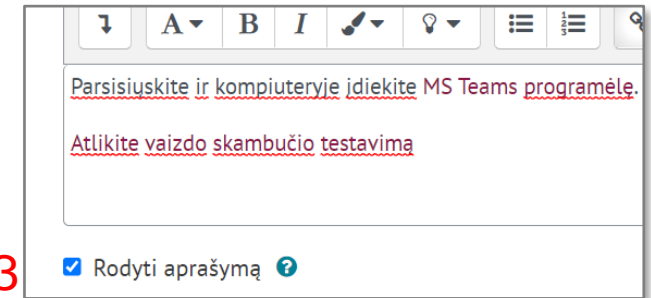 A B I
Parsisiųskite ir kompiuteryje įdiekite MS Teams programėlę.
Atlikite vaizdo skambučio testavimą
3 Rodyti aprašymą ?